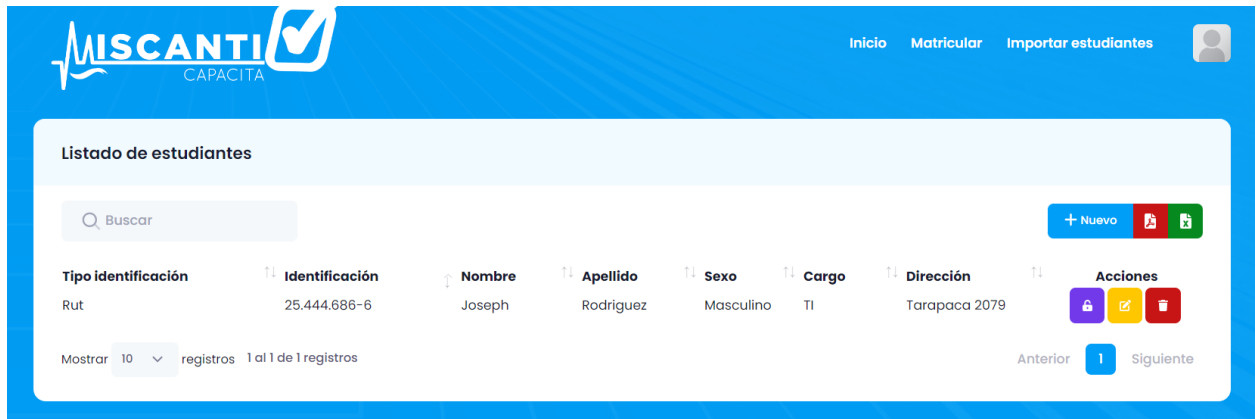 MISCANTI
CAPACITA
Inicio Matricular Importar estudiantes
Listado de estudiantes
Buscar
+ Nuevo
Tipo identificación Identificación Nombre Apellido Sexo Cargo Dirección Acciones
Rut 25.444.686-6 Joseph Rodriguez Masculino TI Tarapaca 2079
Mostrar 10 registros 1 al 1 de 1 registros Anterior 1 Siguiente